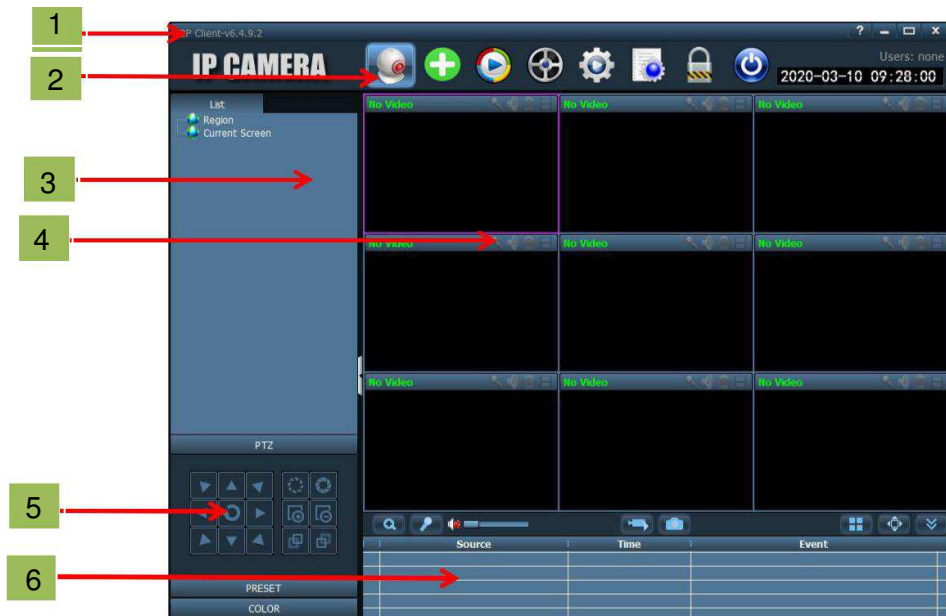 1
IP Client-v6.4.9.2
?
x
2
IP CAMERA
Users: none
2020-03-10 09:28:00
List
Region
Current Screen
No Video
No Video
No Video
3
4
No Video
No Video
No Video
No Video
No Video
No Video
PTZ
5
Source Time Event
6
PRESET
COLOR